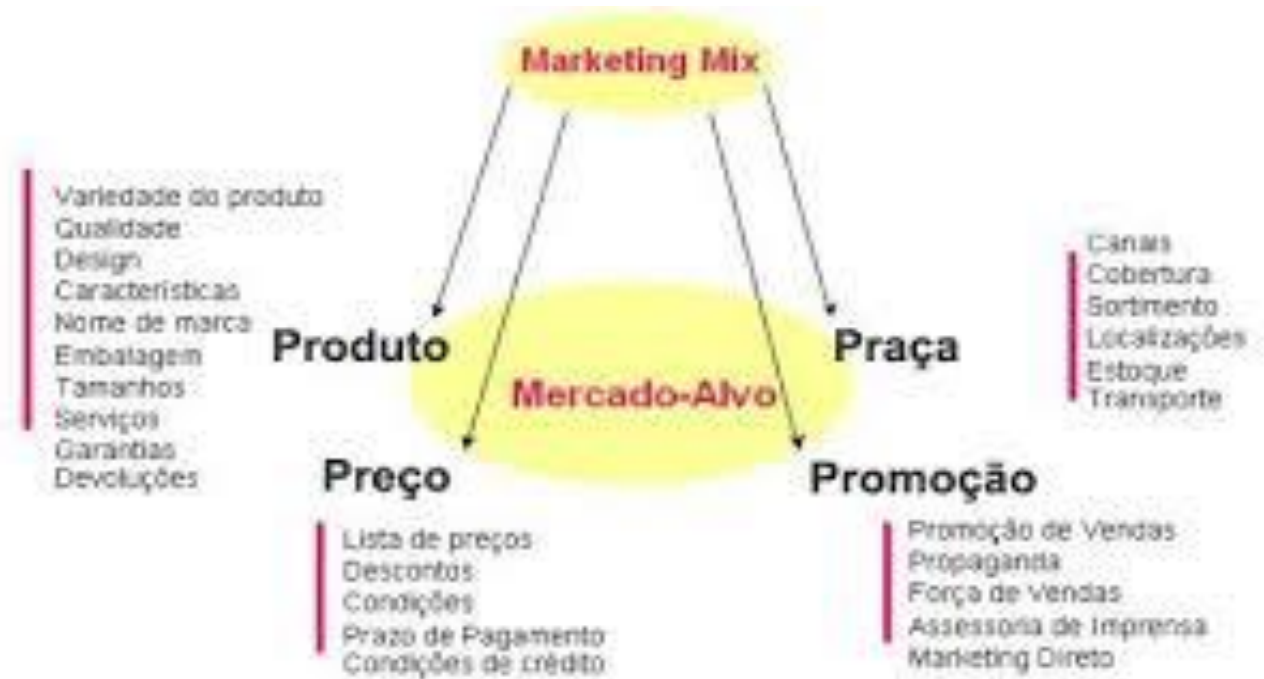 Marketing Mix
Variedade do produto
Qualidade
Design
Características
Nome de marca
Embalagem
Tamanhos
Serviços
Garantias
Devoluções
Produto
Mercado-Alvo
Praça
Canais
Cobertura
Sortimento
Localizações
Estoque
Transporte
Preço
Lista de preços
Descontos
Condições
Prazo de Pagamento
Condições de crédito
Promoção
Promoção de Vendas
Propaganda
Força de Vendas
Assessoria de Imprensa
Marketing Direto